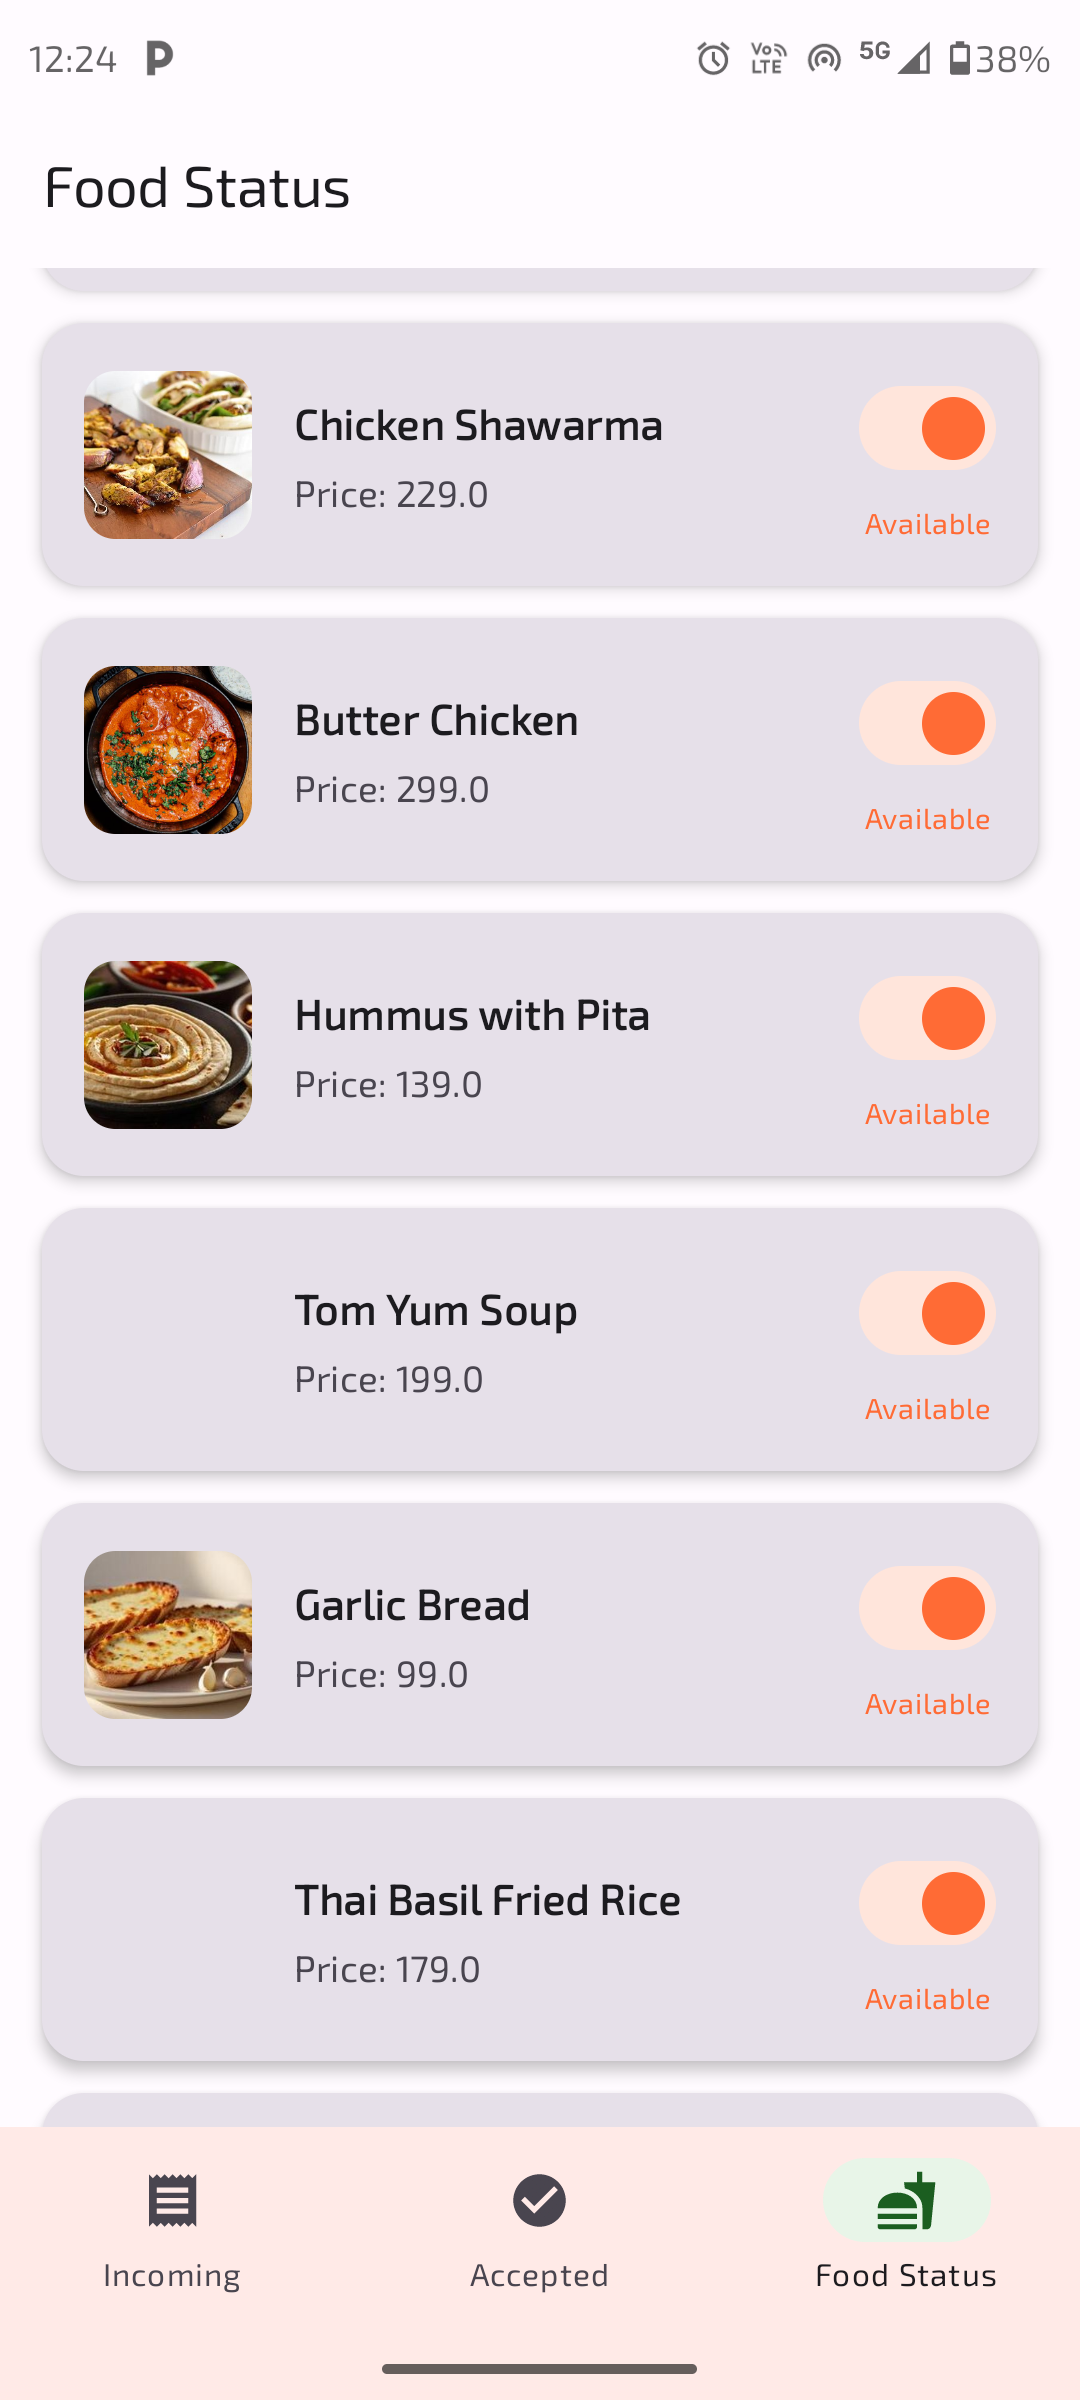 12:24 P VoLTE 5G 38%
Food Status
Chicken Shawarma
Price: 229.0
Available
Butter Chicken
Price: 299.0
Available
Hummus with Pita
Price: 139.0
Available
Tom Yum Soup
Price: 199.0
Available
Garlic Bread
Price: 99.0
Available
Thai Basil Fried Rice
Price: 179.0
Available
Incoming Accepted Food Status